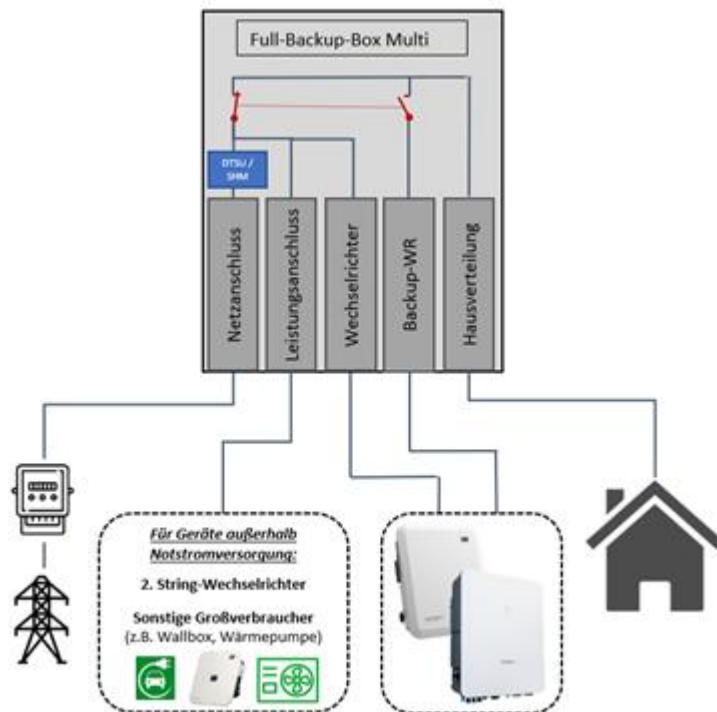 Full-Backup-Box Multi
DTSU /
SHM
Netzanschluss
Leistungsanschluss
Wechselrichter
Backup-WR
Hausverteilung
Für Geräte außerhalb
Notstromversorgung:
2. String-Wechselrichter
Sonstige Großverbraucher
(z.B. Wallbox, Wärmepumpe)